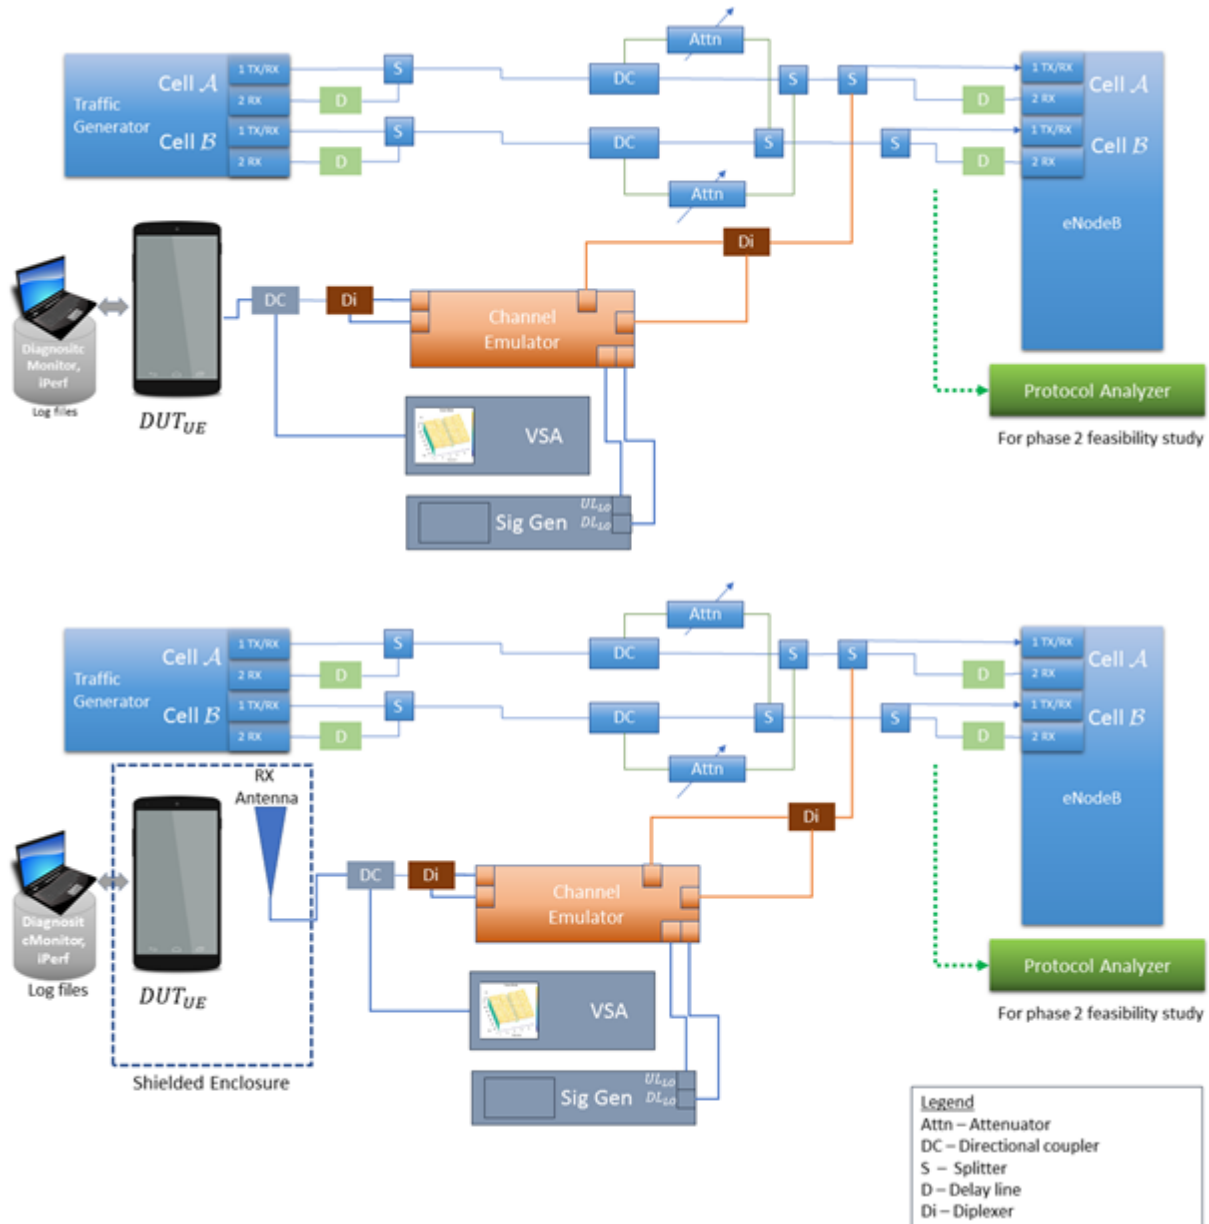 Attn
Traffic
Generator
Cell A
1 TX/RX
2 RX
Cell B
1 TX/RX
2 RX
S
D
S
D
DC
DC
S
S
S
S
Attn
D
D
1 TX/RX
2 RX
1 TX/RX
2 RX
Cell A
Cell B
eNodeB
Di
DC
Di
Channel
Emulator
Diagnositc
Monitor,
iPerf
Log files
DUT_UE
VSA
UL_LO
Sig Gen
DL_LO
Protocol Analyzer
For phase 2 feasibility study
Attn
Traffic
Generator
Cell A
1 TX/RX
2 RX
Cell B
1 TX/RX
2 RX
S
D
S
D
DC
DC
S
S
S
S
Attn
D
D
1 TX/RX
2 RX
1 TX/RX
2 RX
Cell A
Cell B
eNodeB
RX
Antenna
Di
DC
Di
Channel
Emulator
Diagnosit
cMonitor,
iPerf
Log files
DUT_UE
VSA
UL_LO
Sig Gen
DL_LO
Shielded Enclosure
Protocol Analyzer
For phase 2 feasibility study
Legend
Attn – Attenuator
DC – Directional coupler
S – Splitter
D – Delay line
Di – Diplexer